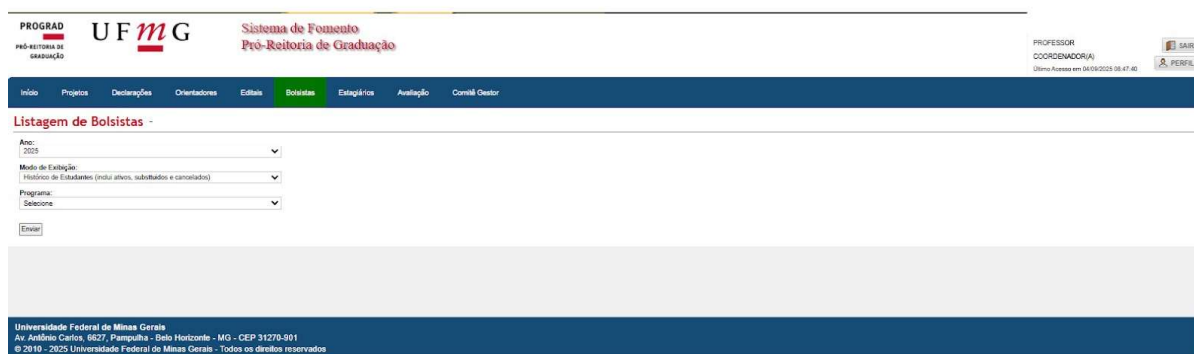 PROGRAD
PRÓ-REITORIA DE
GRADUAÇÃO
UFMG
Sistema de Fomento
Pró-Reitoria de Graduação
PROFESSOR
COORDENADOR(A)
Último Acesso em 04/09/2025 08:47:40
SAIR
PERFIL
Início Projetos Declarações Orientadores Editais Bolsistas Estagiários Avaliação Comitê Gestor
Listagem de Bolsistas -
Ano:
2025
Modo de Exibição:
Histórico de Estudantes (inclui ativos, substituídos e cancelados)
Programa:
Selecione
Enviar
Universidade Federal de Minas Gerais
Av. Antônio Carlos, 6627, Pampulha - Belo Horizonte - MG - CEP 31270-901
© 2010 - 2025 Universidade Federal de Minas Gerais - Todos os direitos reservados